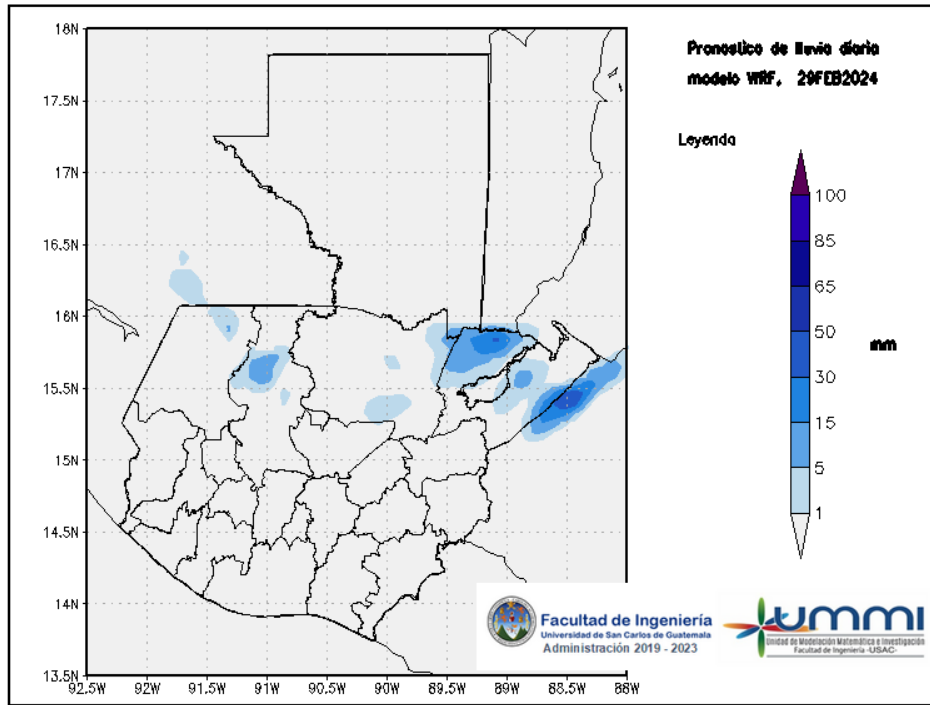 Pronostico de lluvia diaria
modelo WRF, 29FEB2024
Leyenda
100
85
65
50
30
15
5
1
mm
18N
17.5N
17N
16.5N
16N
15.5N
15N
14.5N
14N
13.5N
92.5W 92W 91.5W 91W 90.5W 90W 89.5W 89W 88.5W 88W
Facultad de Ingeniería
Universidad de San Carlos de Guatemala
Administración 2019 - 2023
ummi
Unidad de Modelación Matemática e Investigación
Facultad de Ingeniería -USAC-